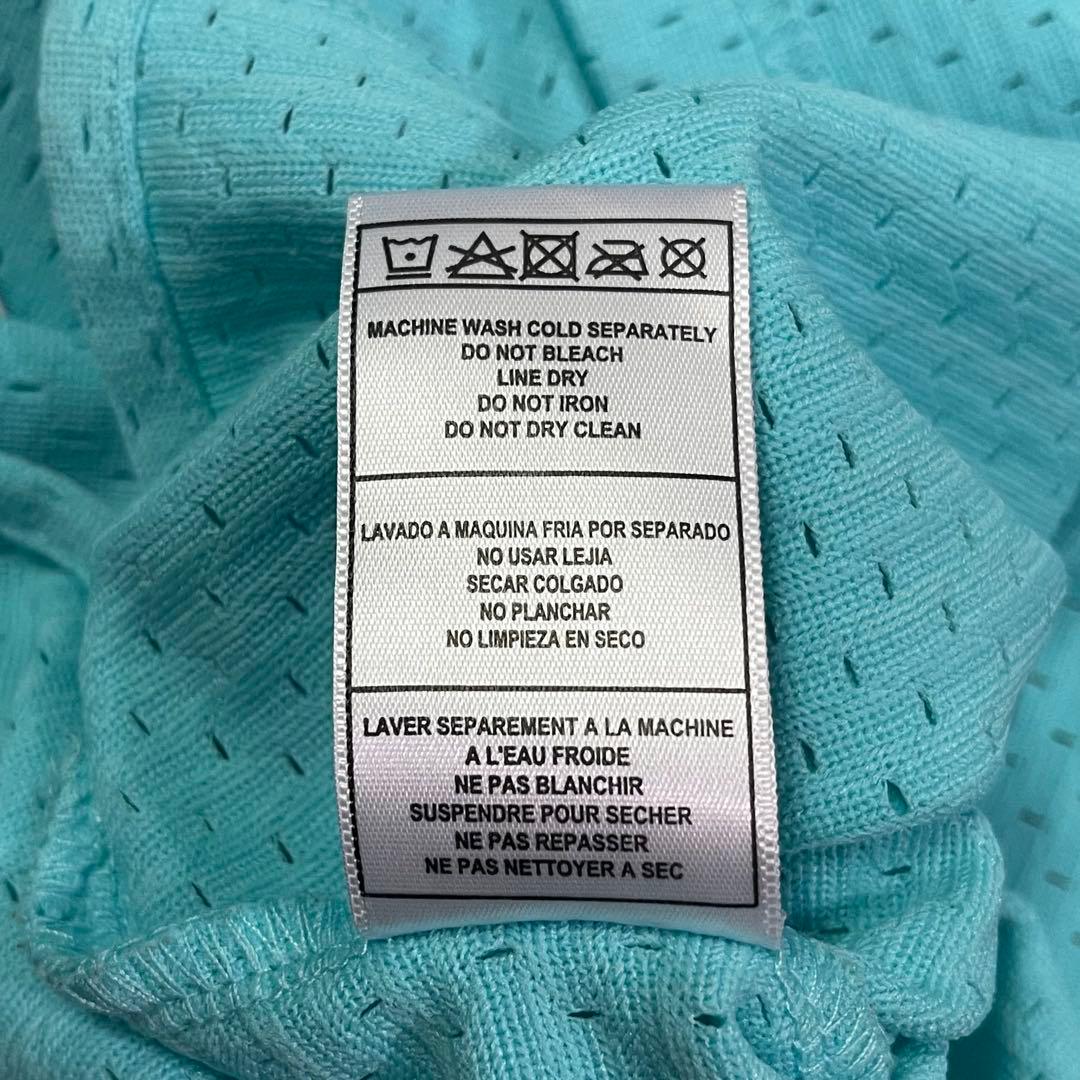 MACHINE WASH COLD SEPARATELY
DO NOT BLEACH
LINE DRY
DO NOT IRON
DO NOT DRY CLEAN
LAVADO A MAQUINA FRIA POR SEPARADO
NO USAR LEJIA
SECAR COLGADO
NO PLANCHAR
NO LIMPIEZA EN SECO
LAVER SEPAREMENT A LA MACHINE
A L'EAU FROIDE
NE PAS BLANCHIR
SUSPENDRE POUR SECHER
NE PAS REPASSER
NE PAS NETTOYER A SEC